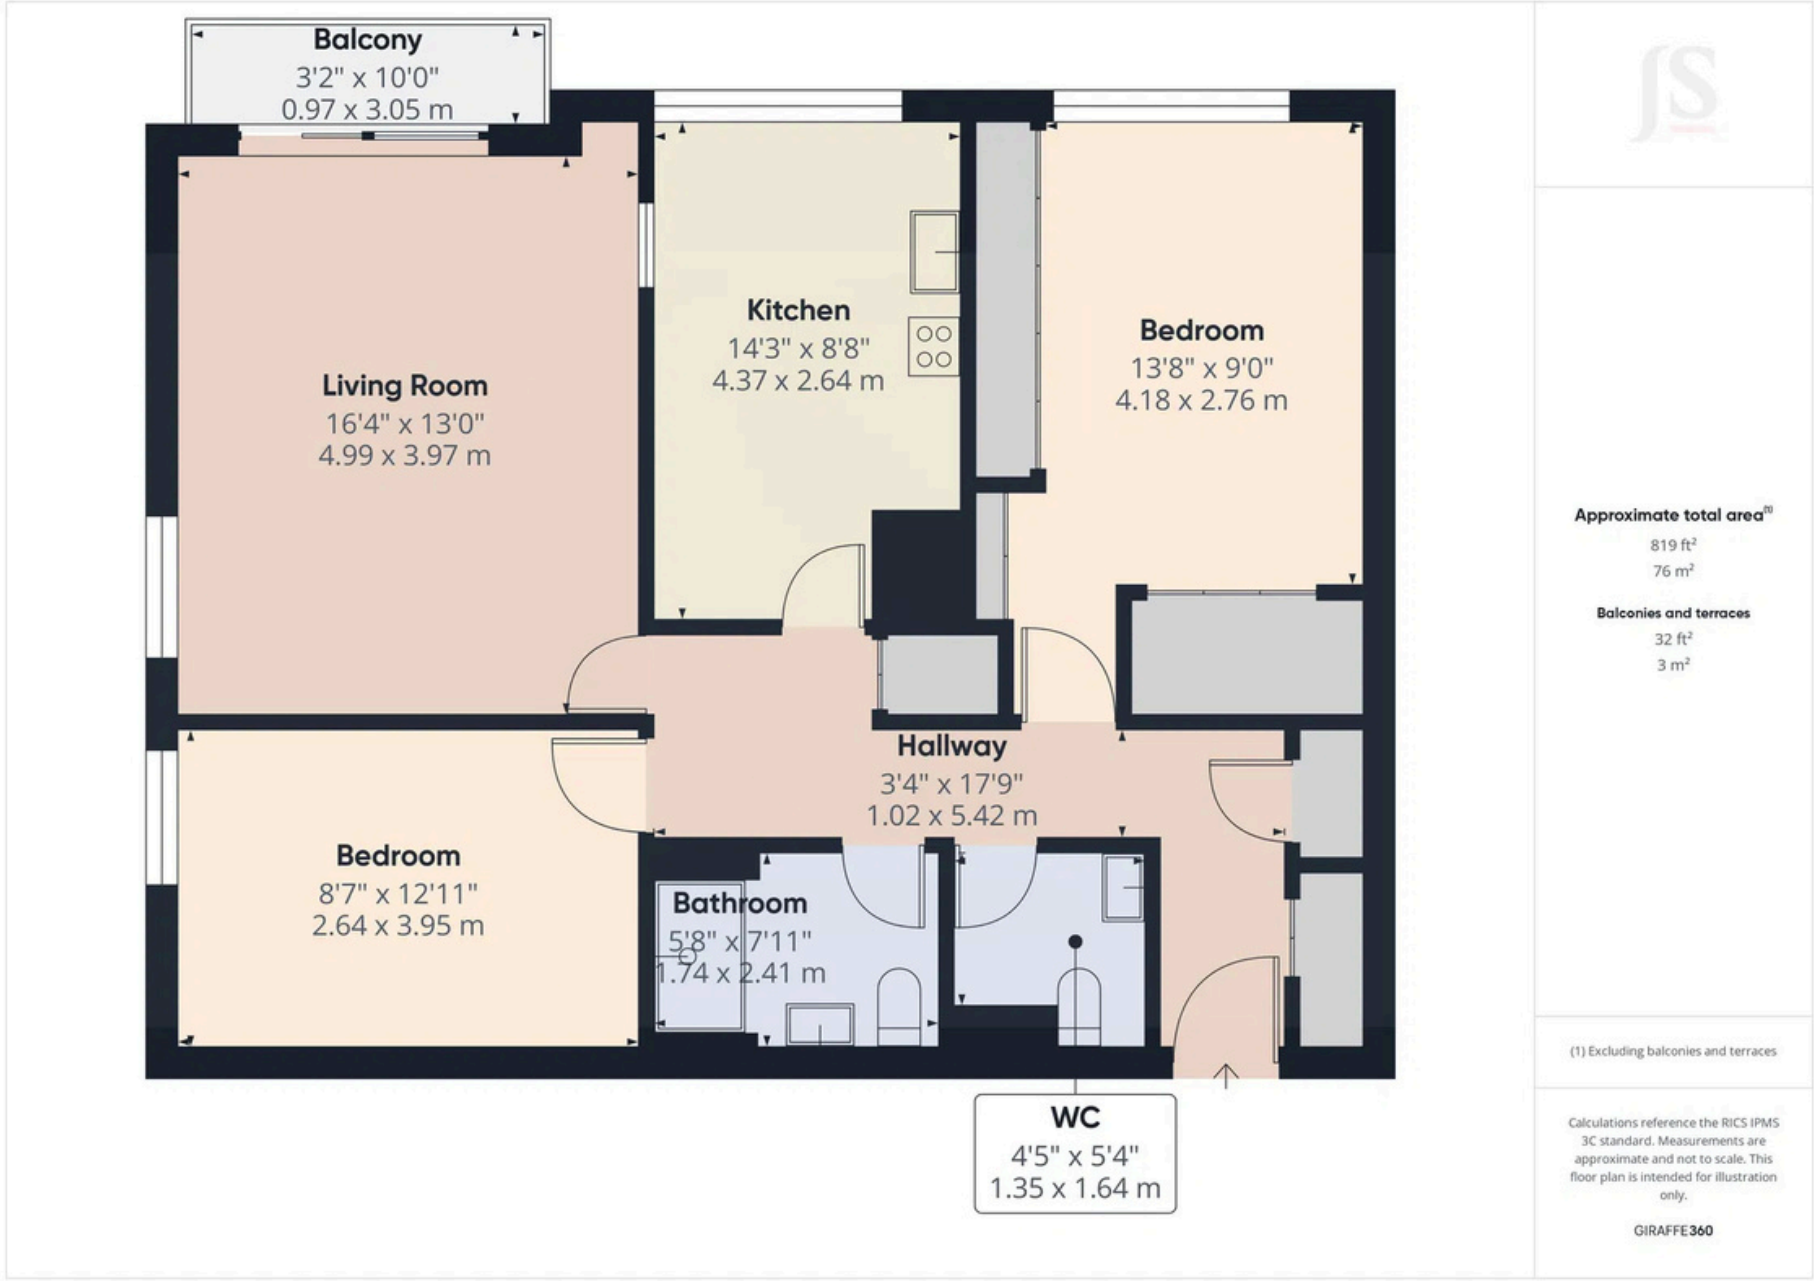 Balcony
3'2" x 10'0"
0.97 x 3.05 m
Kitchen
14'3" x 8'8"
4.37 x 2.64 m
Bedroom
13'8" x 9'0"
4.18 x 2.76 m
Living Room
16'4" x 13'0"
4.99 x 3.97 m
Hallway
3'4" x 17'9"
1.02 x 5.42 m
Bedroom
8'7" x 12'11"
2.64 x 3.95 m
Bathroom
5'8" x 7'11"
1.74 x 2.41 m
WC
4'5" x 5'4"
1.35 x 1.64 m
JS
Approximate total area(1)
819 ft²
76 m²
Balconies and terraces
32 ft²
3 m²
(1) Excluding balconies and terraces
Calculations reference the RICS IPMS
3C standard. Measurements are
approximate and not to scale. This
floor plan is intended for illustration
only.
GIRAFFE360